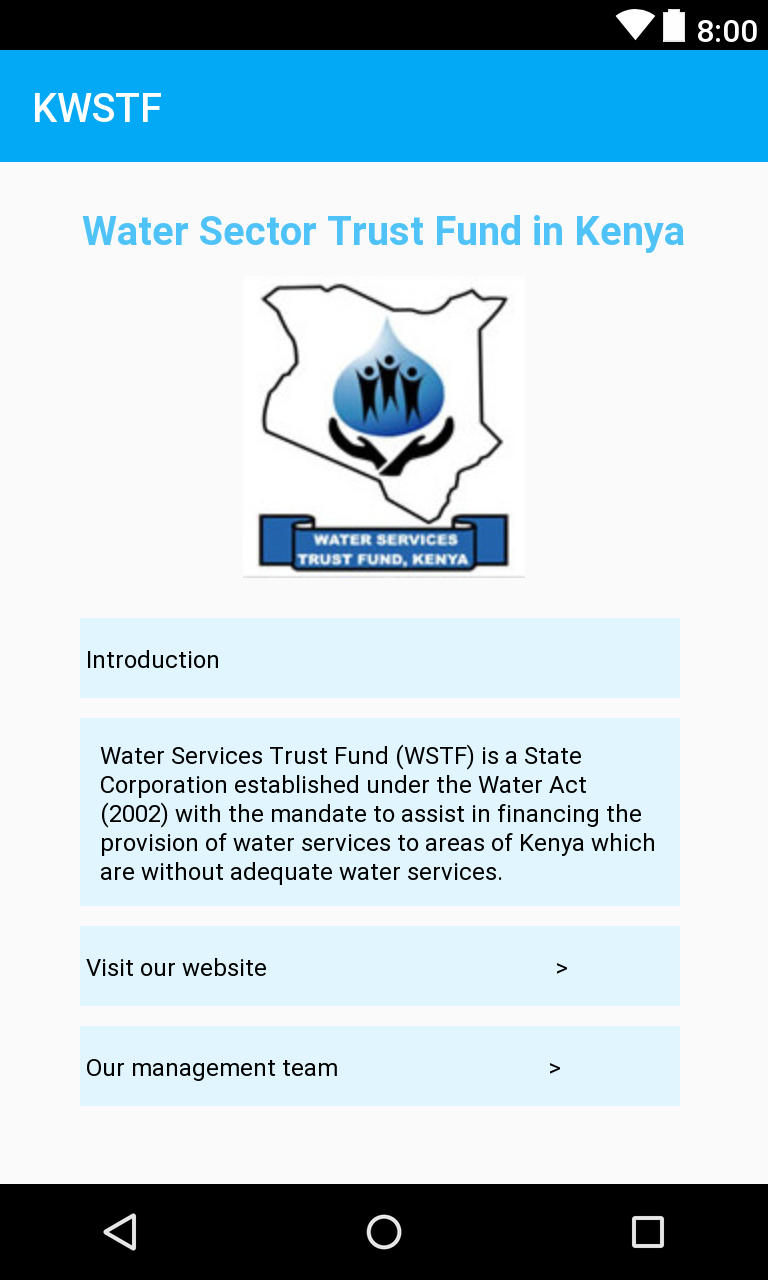 8:00
KWSTF
Water Sector Trust Fund in Kenya
WATER SERVICES
TRUST FUND, KENYA
Introduction
Water Services Trust Fund (WSTF) is a State
Corporation established under the Water Act
(2002) with the mandate to assist in financing the
provision of water services to areas of Kenya which
are without adequate water services.
Visit our website >
Our management team >